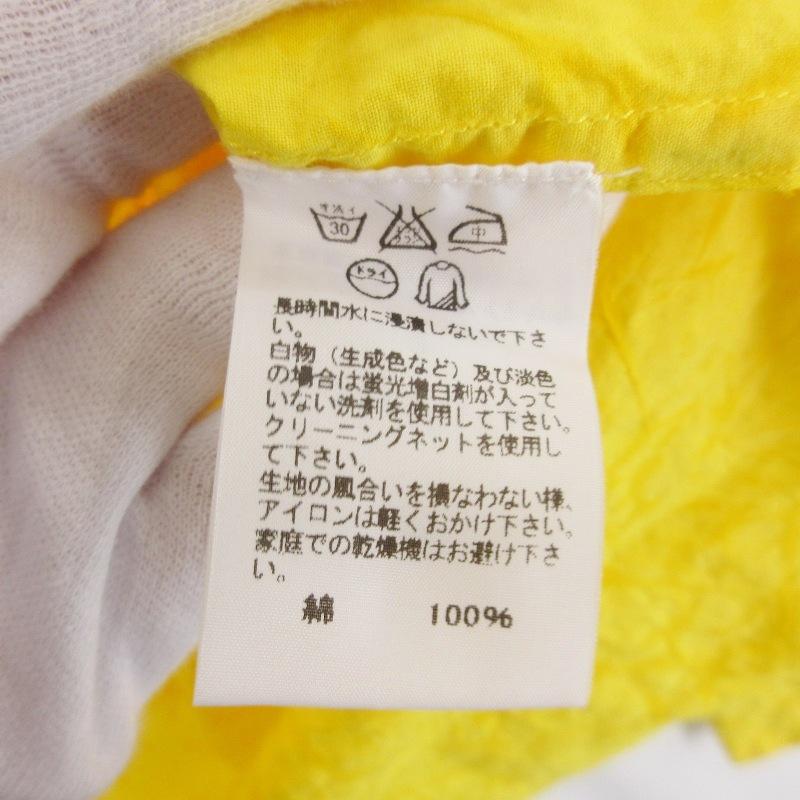 手洗イ
30
エンソ
サラシ
中
ドライ
長時間水に浸漬しないで下さ
い。
白物（生成色など）及び淡色
の場合は蛍光増白剤が入って
いない洗剤を使用して下さい。
クリーニングネットを使用し
て下さい。
生地の風合いを損なわない様、
アイロンは軽くおかけ下さい。
家庭での乾燥機はお避け下さ
い。
綿 100%